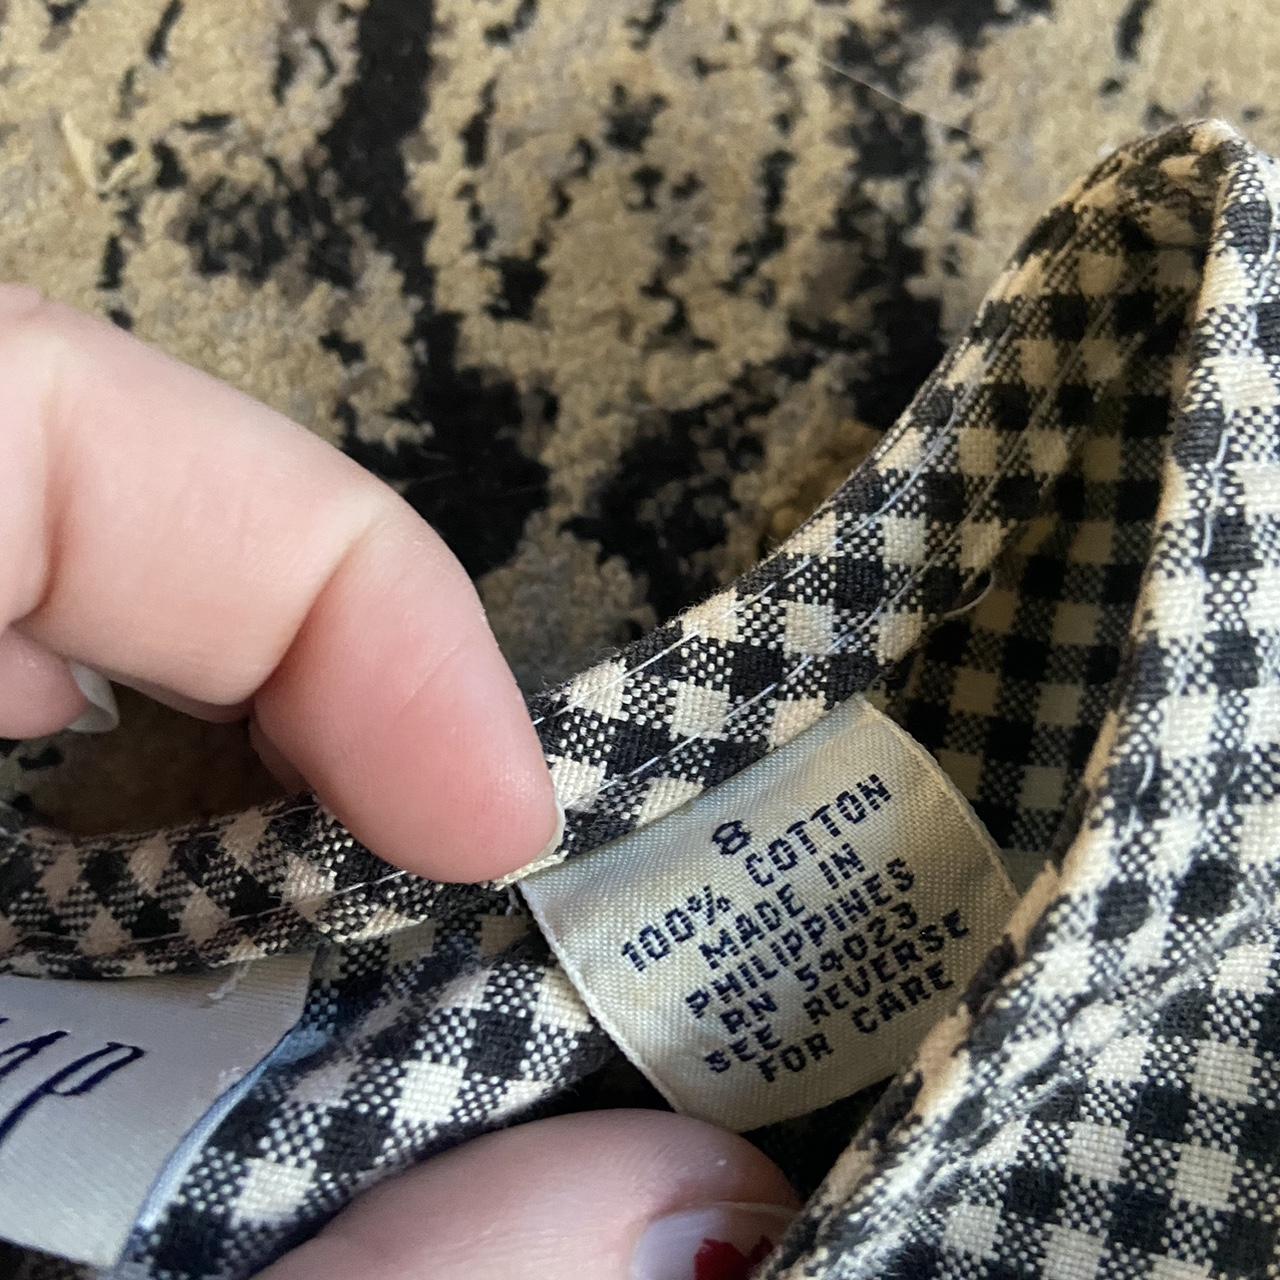 8
100% COTTON
MADE IN
PHILIPPINES
RN 54023
SEE REVERSE
FOR CARE